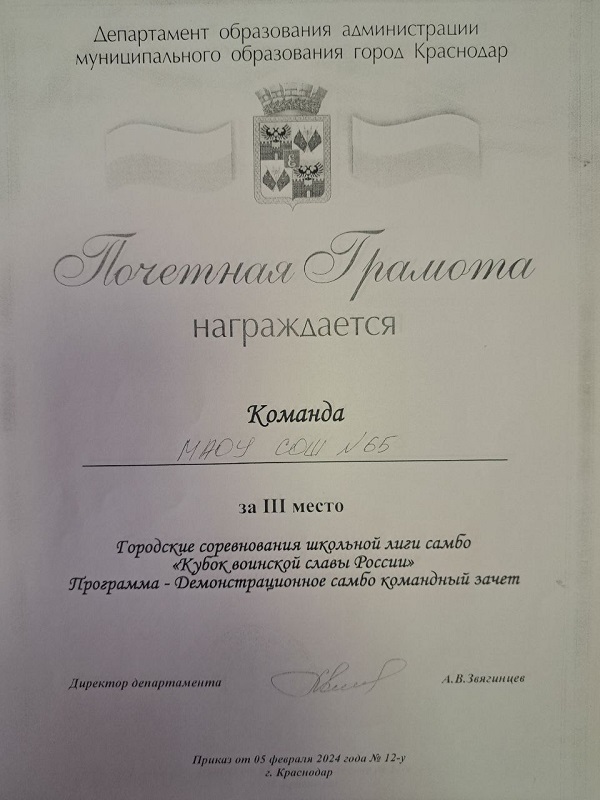 Департамент образования администрации
муниципального образования город Краснодар
Почетная Грамота
награждается
Команда
МАОУ СОШ №65
за III место
Городские соревнования школьной лиги самбо
«Кубок воинской славы России»
Программа - Демонстрационное самбо командный зачет
Директор департамента А.В.Звягинцев
Приказ от 05 февраля 2024 года № 12-у
г. Краснодар